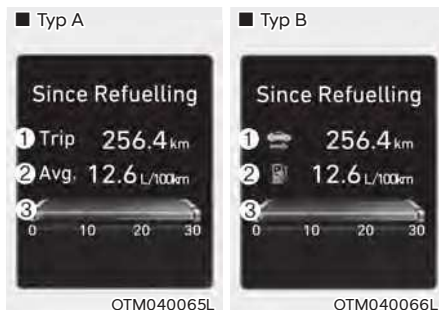 ■ Typ A
Since Refuelling
1 Trip 256.4 km
2 Avg. 12.6 L/100km
3
0 10 20 30
OTM040065L
■ Typ B
Since Refuelling
1 256.4 km
2 12.6 L/100km
3
0 10 20 30
OTM040066L